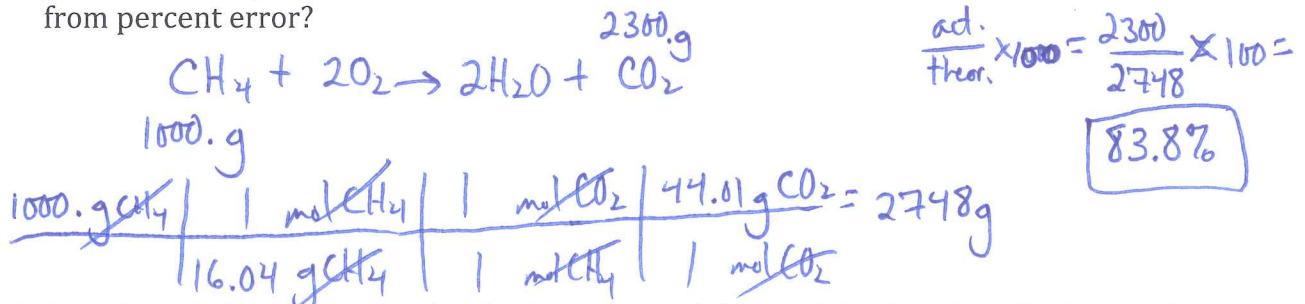 from percent error?
2300.g
CH₄ + 2O₂ → 2H₂O + CO₂
1000.g
act./theor. × 100 = 2300/2748 × 100 =
83.8%
1000. g CH₄ | 1 mol CH₄ | 1 mol CO₂ | 44.01 g CO₂ = 2748g
16.04 g CH₄ | 1 mol CH₄ | 1 mol CO₂